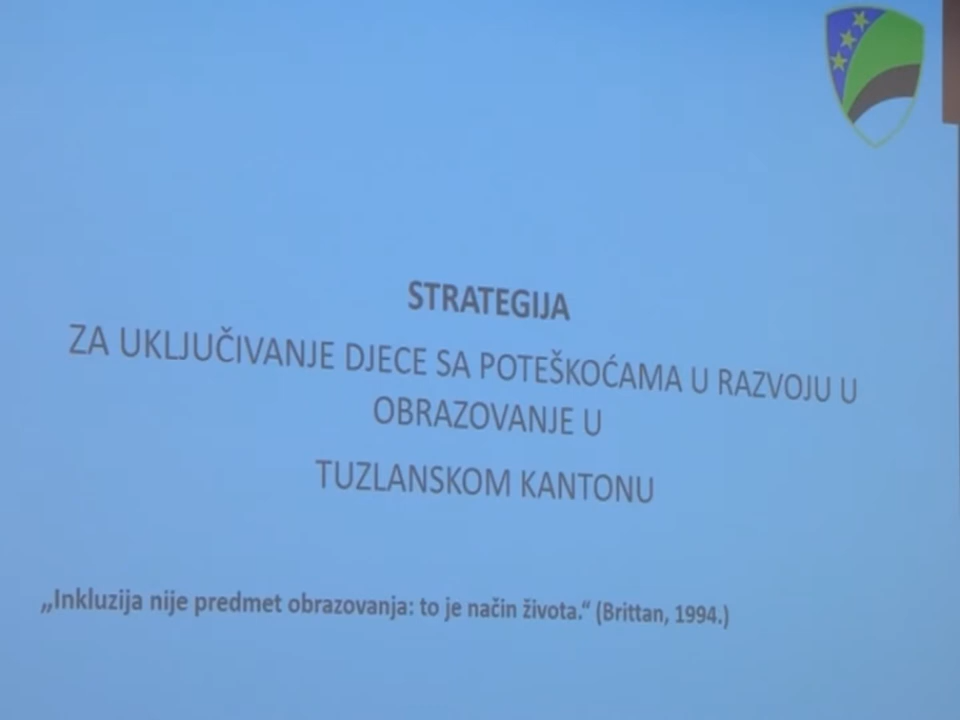 STRATEGIJA
ZA UKLJUČIVANJE DJECE SA POTEŠKOĆAMA U RAZVOJU U
OBRAZOVANJE U
TUZLANSKOM KANTONU
„Inkluzija nije predmet obrazovanja: to je način života.“ (Brittan, 1994.)